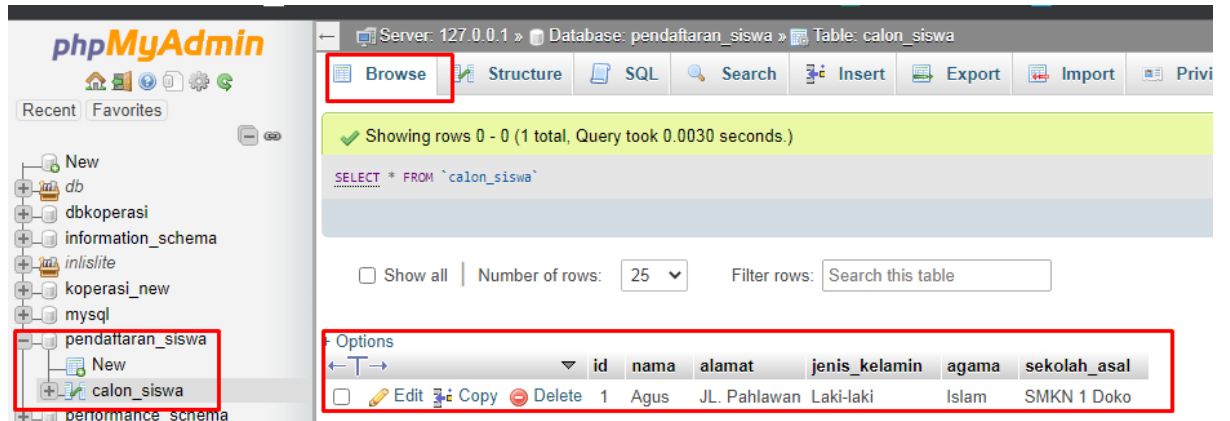 phpMyAdmin
Recent Favorites
New
db
dbkoperasi
information_schema
inlislite
koperasi_new
mysql
pendaftaran_siswa
New
calon_siswa
performance_schema
Server: 127.0.0.1 » Database: pendaftaran_siswa » Table: calon_siswa
Browse Structure SQL Search Insert Export Import Privi
Showing rows 0 - 0 (1 total, Query took 0.0030 seconds.)
SELECT * FROM `calon_siswa`
Show all | Number of rows: 25 Filter rows: Search this table
+ Options
←T→ ▼ id nama alamat jenis_kelamin agama sekolah_asal
Edit Copy Delete 1 Agus JL. Pahlawan Laki-laki Islam SMKN 1 Doko